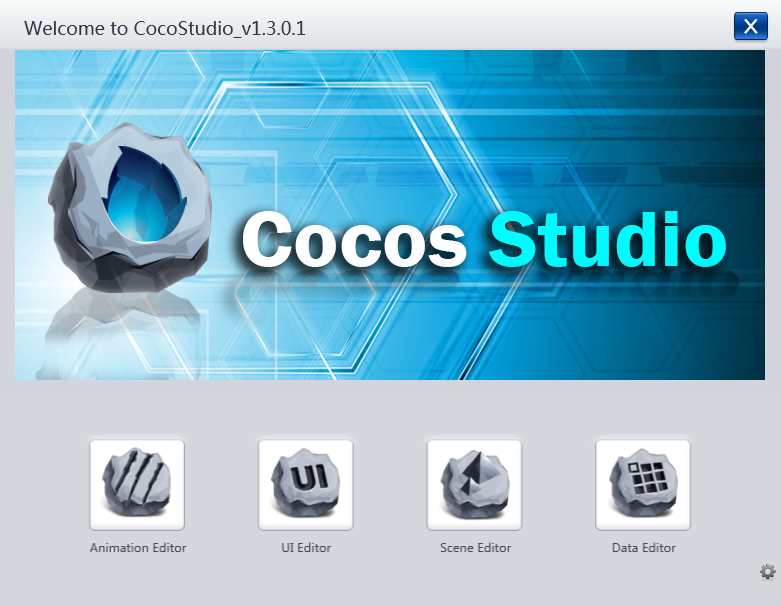 Welcome to CocoStudio_v1.3.0.1
Cocos Studio
UI
Animation Editor
UI Editor
Scene Editor
Data Editor